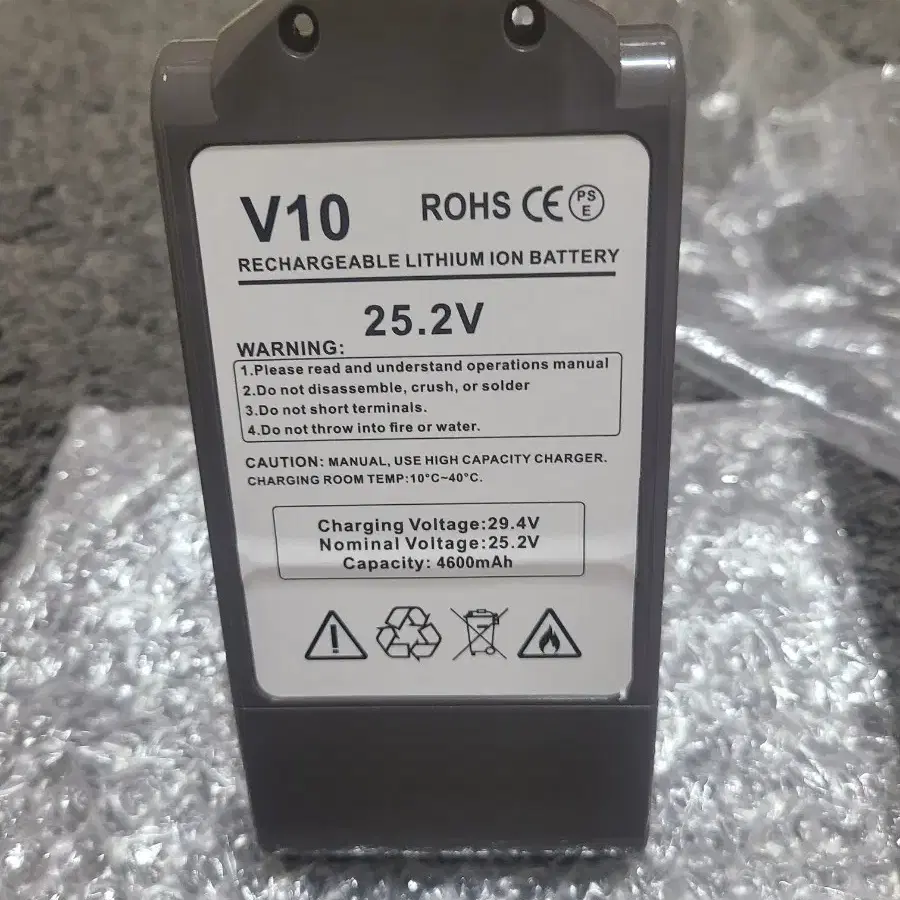 V10 ROHS CE PS E
RECHARGEABLE LITHIUM ION BATTERY
25.2V
WARNING:
1.Please read and understand operations manual
2.Do not disassemble, crush, or solder
3.Do not short terminals.
4.Do not throw into fire or water.
CAUTION: MANUAL, USE HIGH CAPACITY CHARGER.
CHARGING ROOM TEMP:10°C~40°C.
Charging Voltage:29.4V
Nominal Voltage:25.2V
Capacity: 4600mAh